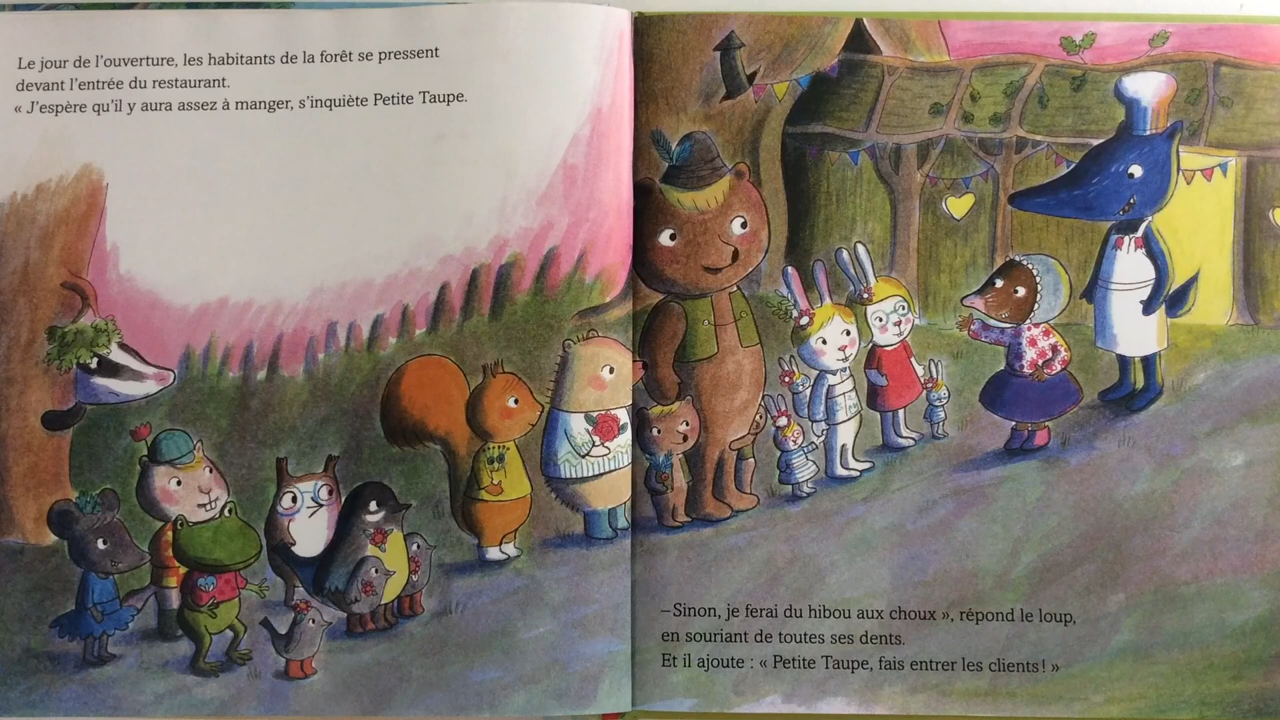 Le jour de l'ouverture, les habitants de la forêt se pressent
devant l'entrée du restaurant.
« J'espère qu'il y aura assez à manger, s'inquiète Petite Taupe.
– Sinon, je ferai du hibou aux choux », répond le loup,
en souriant de toutes ses dents.
Et il ajoute : « Petite Taupe, fais entrer les clients ! »